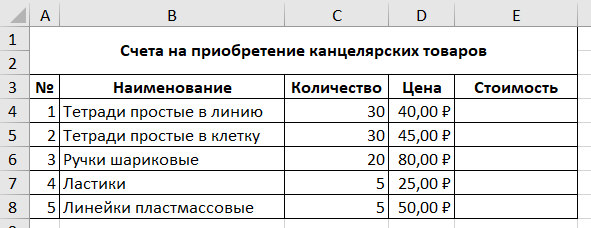 A B C D E
1
2 Счета на приобретение канцелярских товаров
3 № Наименование Количество Цена Стоимость
4 1 Тетради простые в линию 30 40,00 ₽
5 2 Тетради простые в клетку 30 45,00 ₽
6 3 Ручки шариковые 20 80,00 ₽
7 4 Ластики 5 25,00 ₽
8 5 Линейки пластмассовые 5 50,00 ₽